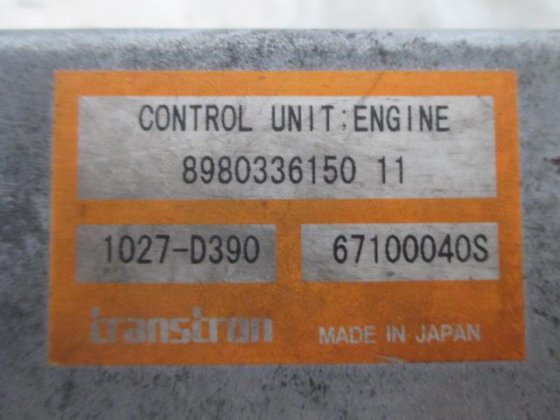 CONTROL UNIT:ENGINE
8980336150 11
1027-D390 67100040S
transtron MADE IN JAPAN